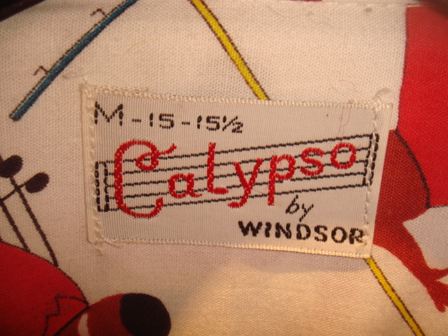 M-15-15½
Calypso
by
WINDSOR